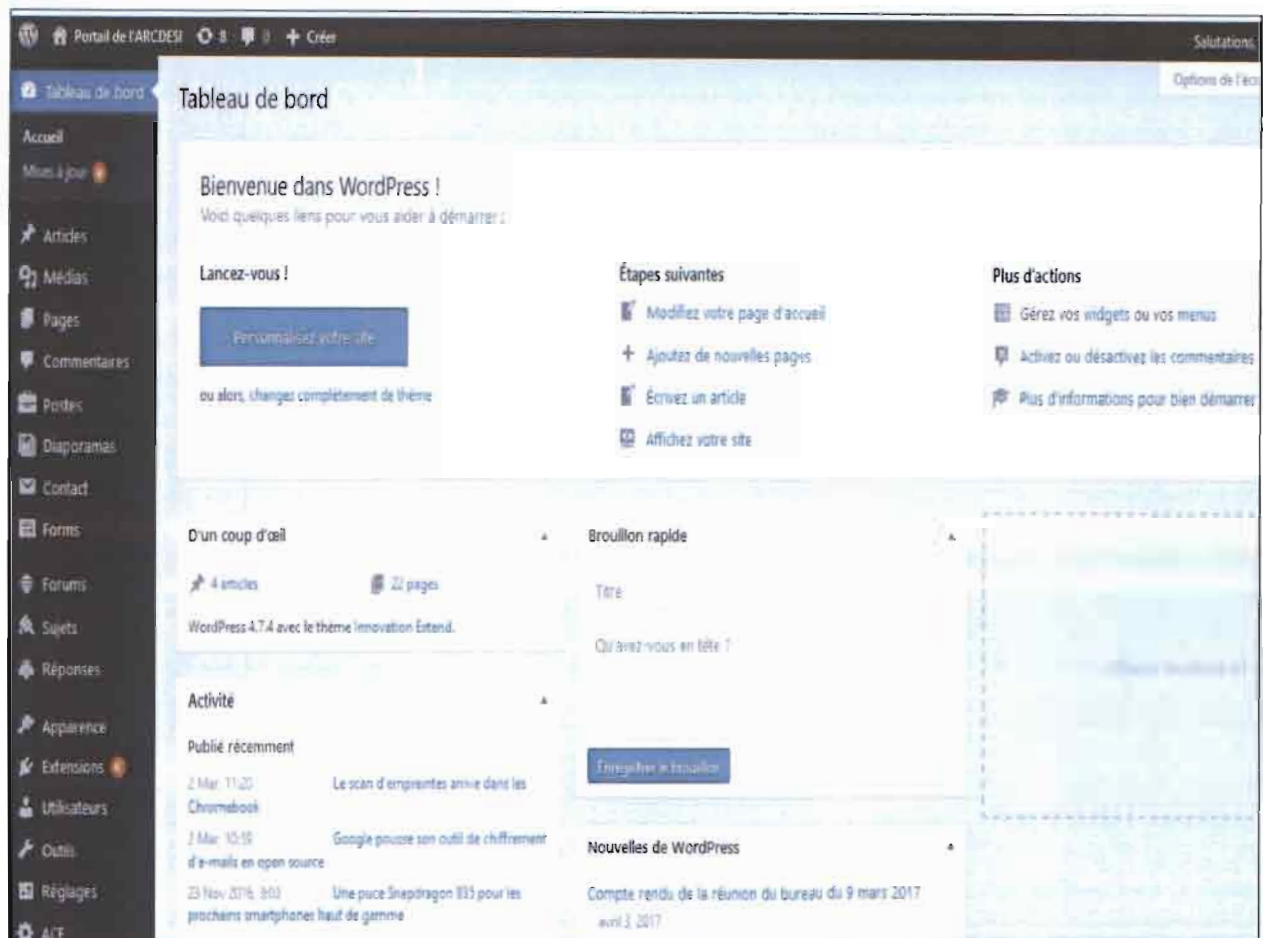 Portail de l'ARCDESI 8 0 + Créer
Salutations,
Options de l'écr
Tableau de bord
Accueil
Mises à jour
Articles
Médias
Pages
Commentaires
Postes
Diaporamas
Contact
Forms
Forums
Sujets
Réponses
Apparence
Extensions
Utilisateurs
Outils
Réglages
ACF
Tableau de bord
Bienvenue dans WordPress !
Voici quelques liens pour vous aider à démarrer :
Lancez-vous !
Personnalisez votre site
ou alors, changes complètement de thème
Étapes suivantes
Modifiez votre page d'accueil
+ Ajoutez de nouvelles pages
Écrivez un article
Affichez votre site
Plus d'actions
Gérez vos widgets ou vos menus
Activez ou désactivez les commentaires
Plus d'informations pour bien démarrer
D'un coup d'œil
4 articles 22 pages
WordPress 4.7.4 avec le thème Innovation Extend.
Activité
Publié récemment
2 Mar, 11:20 Le scan d'empreintes arrive dans les
Chromebook
2 Mar, Google pousse son outil de chiffrement
d'e-mails en open source
23 Nov 2016, Une puce Snapdragon 835 pour les
prochains smartphones haut de gamme
Brouillon rapide
Titre
Qu'avez-vous en tête ?
Enregistrer le brouillon
Nouvelles de WordPress
Compte rendu de la réunion du bureau du 9 mars 2017
avril 3, 2017